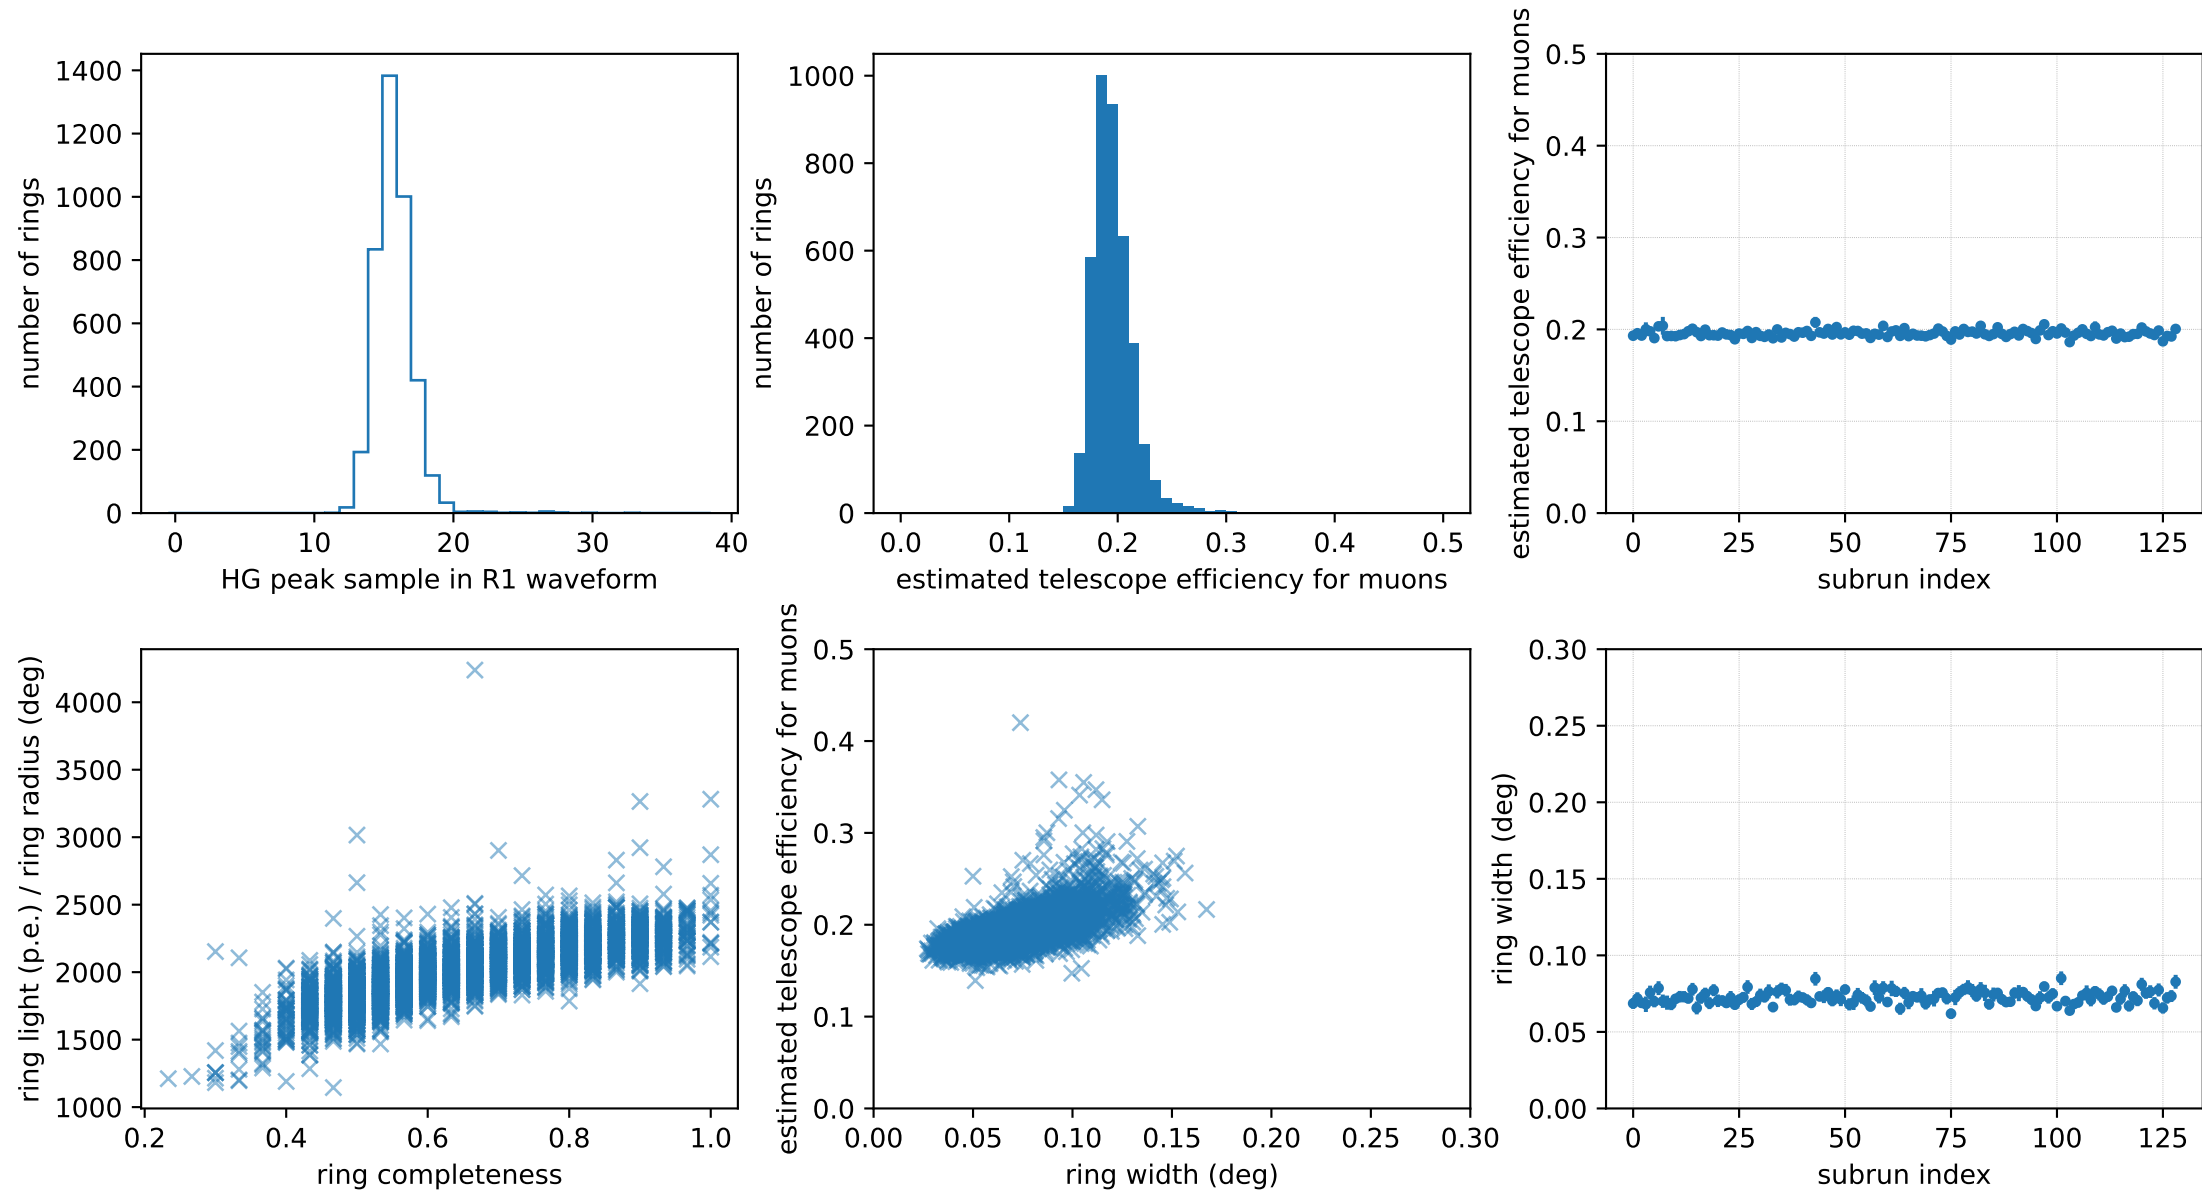 number of rings
1400
1200
1000
800
600
400
200
0
0 10 20 30 40
HG peak sample in R1 waveform
number of rings
1000
800
600
400
200
0
0.0 0.1 0.2 0.3 0.4 0.5
estimated telescope efficiency for muons
estimated telescope efficiency for muons
0.5
0.4
0.3
0.2
0.1
0.0
0 25 50 75 100 125
subrun index
ring light (p.e.) / ring radius (deg)
4000
3500
3000
2500
2000
1500
1000
0.2 0.4 0.6 0.8 1.0
ring completeness
estimated telescope efficiency for muons
0.5
0.4
0.3
0.2
0.1
0.0
0.00 0.05 0.10 0.15 0.20 0.25 0.30
ring width (deg)
ring width (deg)
0.30
0.25
0.20
0.15
0.10
0.05
0.00
0 25 50 75 100 125
subrun index